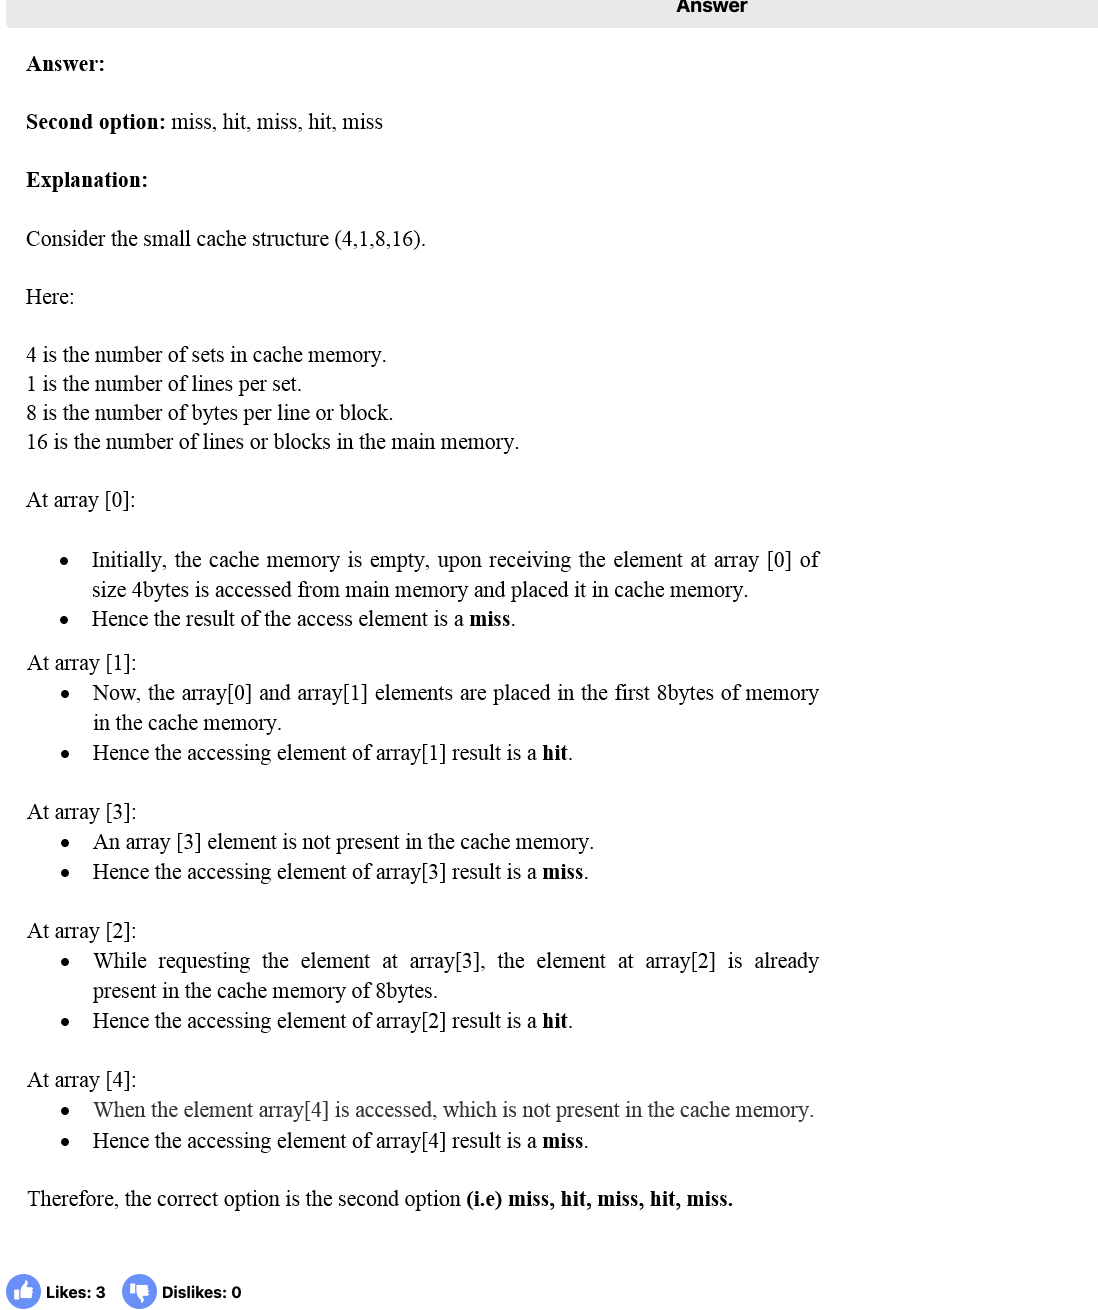 Answer
Answer:
Second option: miss, hit, miss, hit, miss
Explanation:
Consider the small cache structure (4,1,8,16).
Here:
4 is the number of sets in cache memory.
1 is the number of lines per set.
8 is the number of bytes per line or block.
16 is the number of lines or blocks in the main memory.
At array [0]:
• Initially, the cache memory is empty, upon receiving the element at array [0] of
size 4bytes is accessed from main memory and placed it in cache memory.
• Hence the result of the access element is a miss.
At array [1]:
• Now, the array[0] and array[1] elements are placed in the first 8bytes of memory
in the cache memory.
• Hence the accessing element of array[1] result is a hit.
At array [3]:
• An array [3] element is not present in the cache memory.
• Hence the accessing element of array[3] result is a miss.
At array [2]:
• While requesting the element at array[3], the element at array[2] is already
present in the cache memory of 8bytes.
• Hence the accessing element of array[2] result is a hit.
At array [4]:
• When the element array[4] is accessed, which is not present in the cache memory.
• Hence the accessing element of array[4] result is a miss.
Therefore, the correct option is the second option (i.e) miss, hit, miss, hit, miss.
Likes: 3 Dislikes: 0